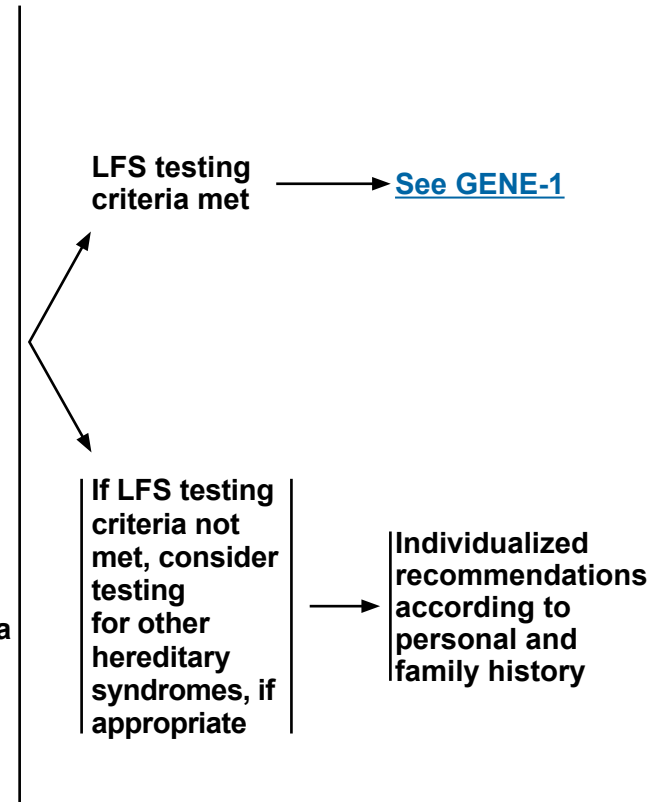 LFS testing
criteria met
See GENE-1
If LFS testing
criteria not
met, consider
testing
for other
hereditary
syndromes, if
appropriate
Individualized
recommendations
according to
personal and
family history
a